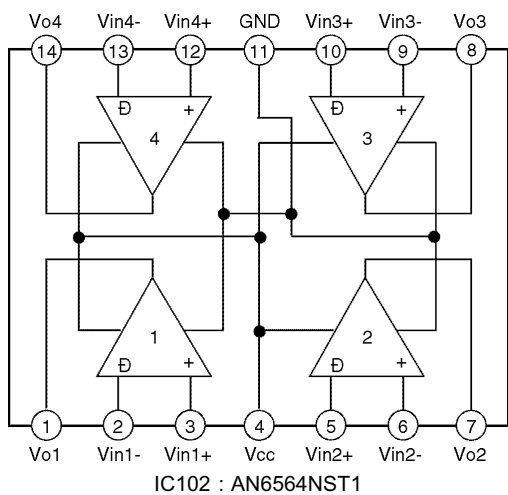 Vo4 Vin4- Vin4+ GND Vin3+ Vin3- Vo3
14 13 12 11 10 9 8
Đ + Đ +
4 3
1 2
Đ + Đ +
1 2 3 4 5 6 7
Vo1 Vin1- Vin1+ Vcc Vin2+ Vin2- Vo2
IC102 : AN6564NST1